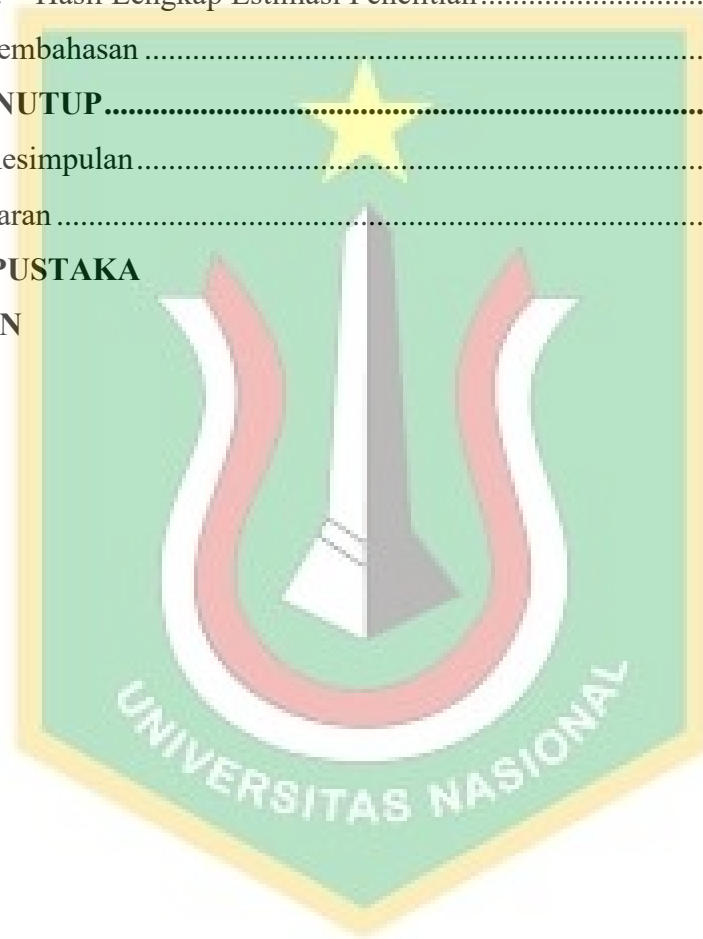 Hasil Lengkap Estimasi Penelitian..................................
embahasan ..........................................................................
NUTUP..............................................................................
esimpulan...........................................................................
aran ....................................................................................
PUSTAKA
N
UNIVERSITAS NASIONAL